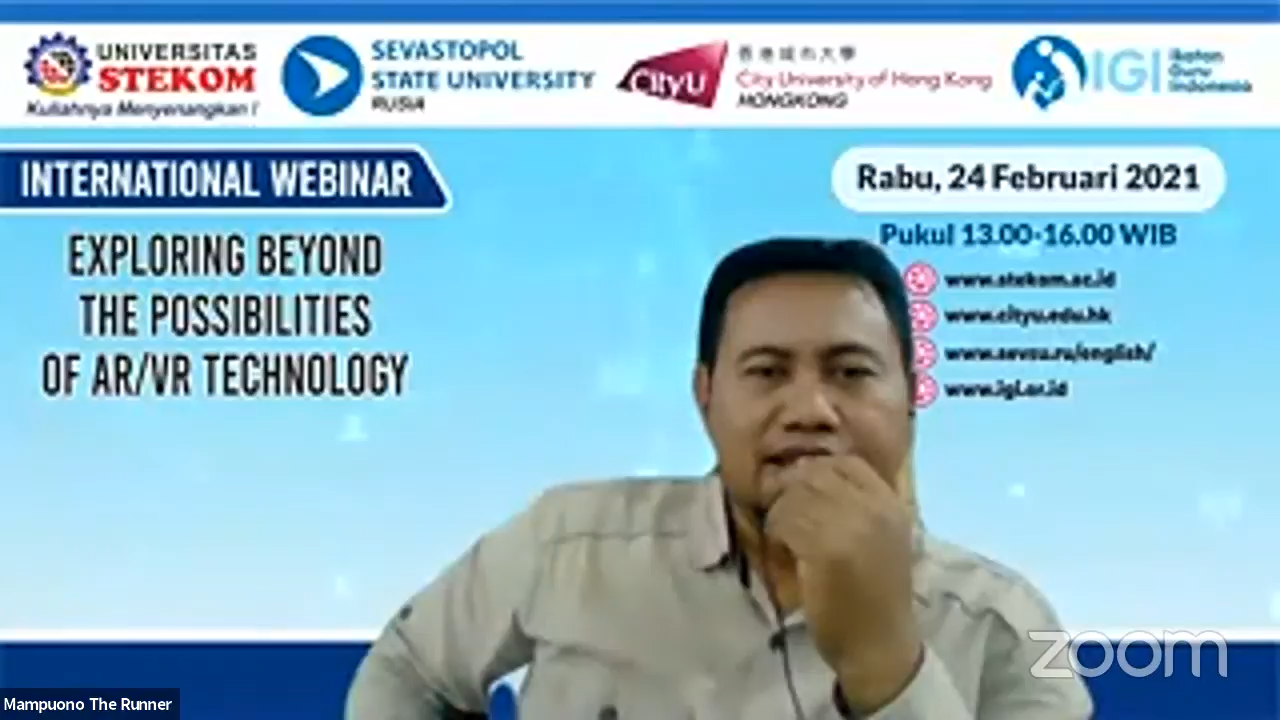 UNIVERSITAS
STEKOM
Kuliahnya Menyenangkan !
SEVASTOPOL
STATE UNIVERSITY
RUSIA
CityU
香港城市大學
City University of Hong Kong
HONGKONG
IGI
Ikatan
Guru
Indonesia
INTERNATIONAL WEBINAR
EXPLORING BEYOND
THE POSSIBILITIES
OF AR/VR TECHNOLOGY
Rabu, 24 Februari 2021
Pukul 13.00-16.00 WIB
www.stekom.ac.id
www.cityu.edu.hk
www.sevsu.ru/english/
www.igi.or.id
zoom
Mampuono The Runner